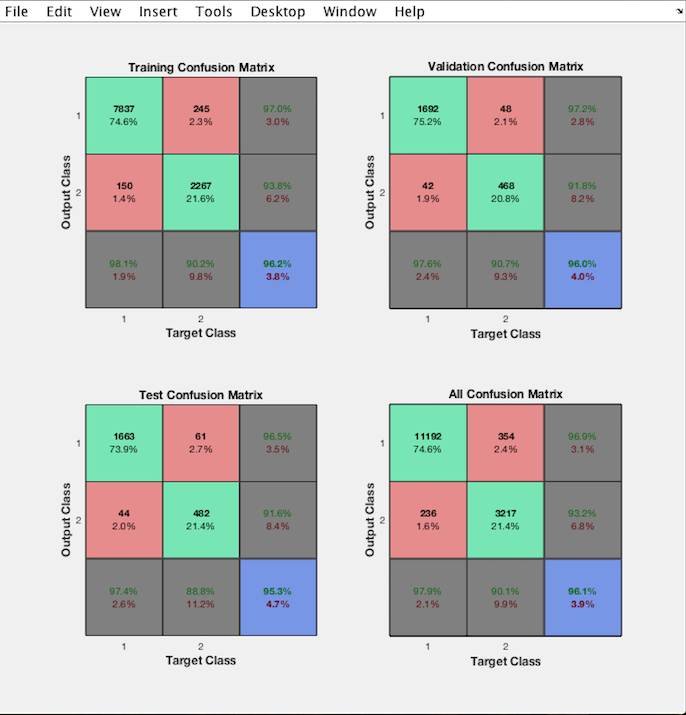 File Edit View Insert Tools Desktop Window Help
Training Confusion Matrix
7837 245 97.0%
1
74.6% 2.3% 3.0%
150 2267 93.8%
2
1.4% 21.6% 6.2%
98.1% 90.2% 96.2%
1.9% 9.8% 3.8%
1 2
Target Class
Output Class
Validation Confusion Matrix
1692 48 97.2%
1
75.2% 2.1% 2.8%
42 468 91.8%
2
1.9% 20.8% 8.2%
97.6% 90.7% 96.0%
2.4% 9.3% 4.0%
1 2
Target Class
Output Class
Test Confusion Matrix
1663 61 96.5%
1
73.9% 2.7% 3.5%
44 482 91.6%
2
2.0% 21.4% 8.4%
97.4% 88.8% 95.3%
2.6% 11.2% 4.7%
1 2
Target Class
Output Class
All Confusion Matrix
11192 354 96.9%
1
74.6% 2.4% 3.1%
236 3217 93.2%
2
1.6% 21.4% 6.8%
97.9% 90.1% 96.1%
2.1% 9.9% 3.9%
1 2
Target Class
Output Class